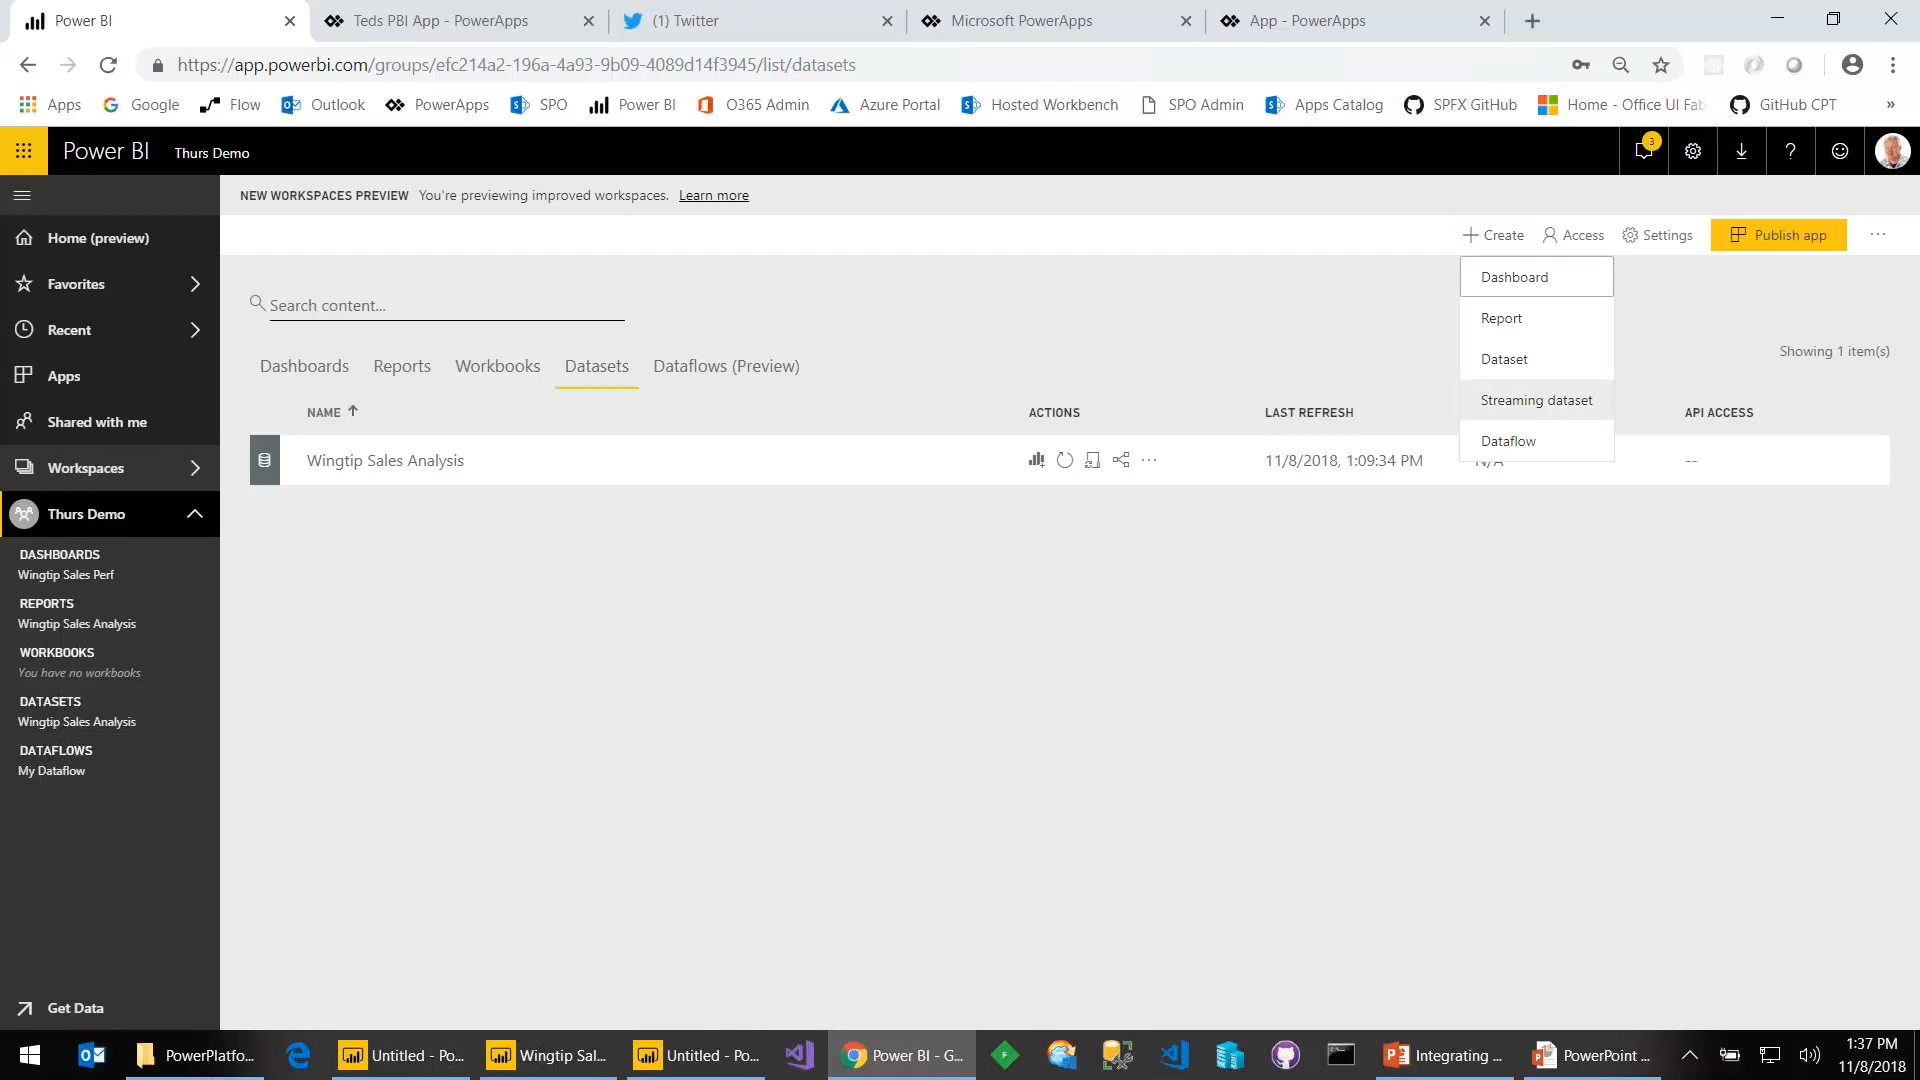 Power BI
Teds PBI App - PowerApps
(1) Twitter
Microsoft PowerApps
App - PowerApps
https://app.powerbi.com/groups/efc214a2-196a-4a93-9b09-4089d14f3945/list/datasets
Apps
Google
Flow
Outlook
PowerApps
SPO
Power BI
O365 Admin
Azure Portal
Hosted Workbench
SPO Admin
Apps Catalog
SPFX GitHub
Home - Office UI Fab
GitHub CPT
»
Power BI
Thurs Demo
3
?
NEW WORKSPACES PREVIEW You're previewing improved workspaces. Learn more
Create
Access
Settings
Publish app
Home (preview)
Favorites
Recent
Apps
Shared with me
Workspaces
Thurs Demo
DASHBOARDS
Wingtip Sales Perf
REPORTS
Wingtip Sales Analysis
WORKBOOKS
You have no workbooks
DATASETS
Wingtip Sales Analysis
DATAFLOWS
My Dataflow
Get Data
Search content...
Dashboard
Report
Dataset
Streaming dataset
Dataflow
Showing 1 item(s)
Dashboards
Reports
Workbooks
Datasets
Dataflows (Preview)
NAME
ACTIONS
LAST REFRESH
API ACCESS
Wingtip Sales Analysis
11/8/2018, 1:09:34 PM
N/A
--
PowerPlatfo...
Untitled - Po...
Wingtip Sal...
Untitled - Po...
Power BI - G...
Integrating ...
PowerPoint ...
1:37 PM
11/8/2018